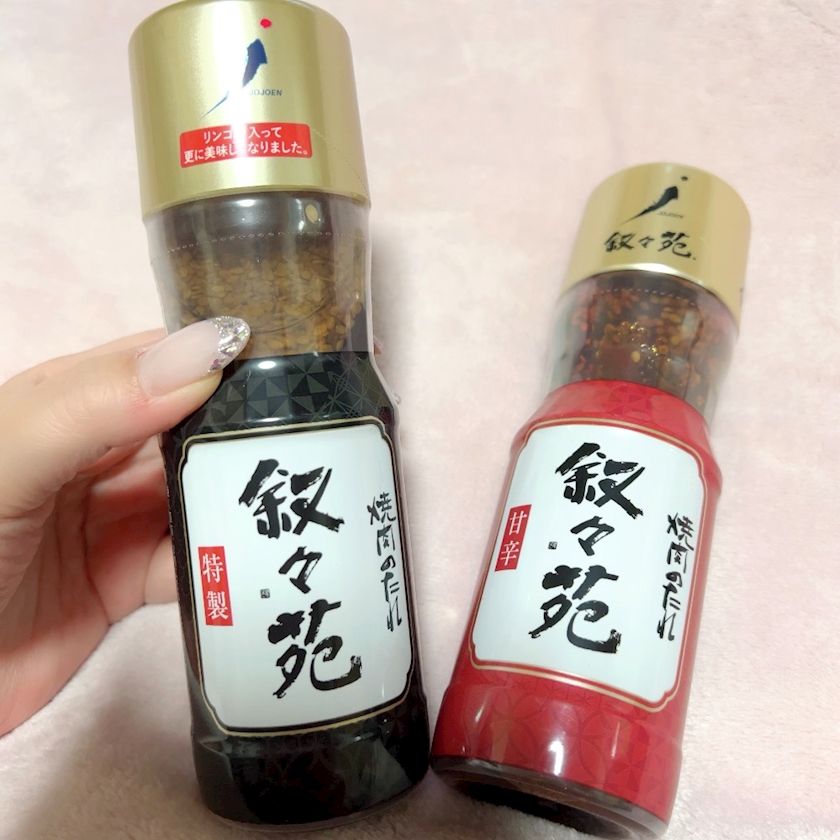 JOJOEN
リンゴ 入って
更に美味し なりました。
叙々苑
焼肉のたれ
特製
JOJOEN
叙々苑
叙々苑
焼肉のたれ
甘辛